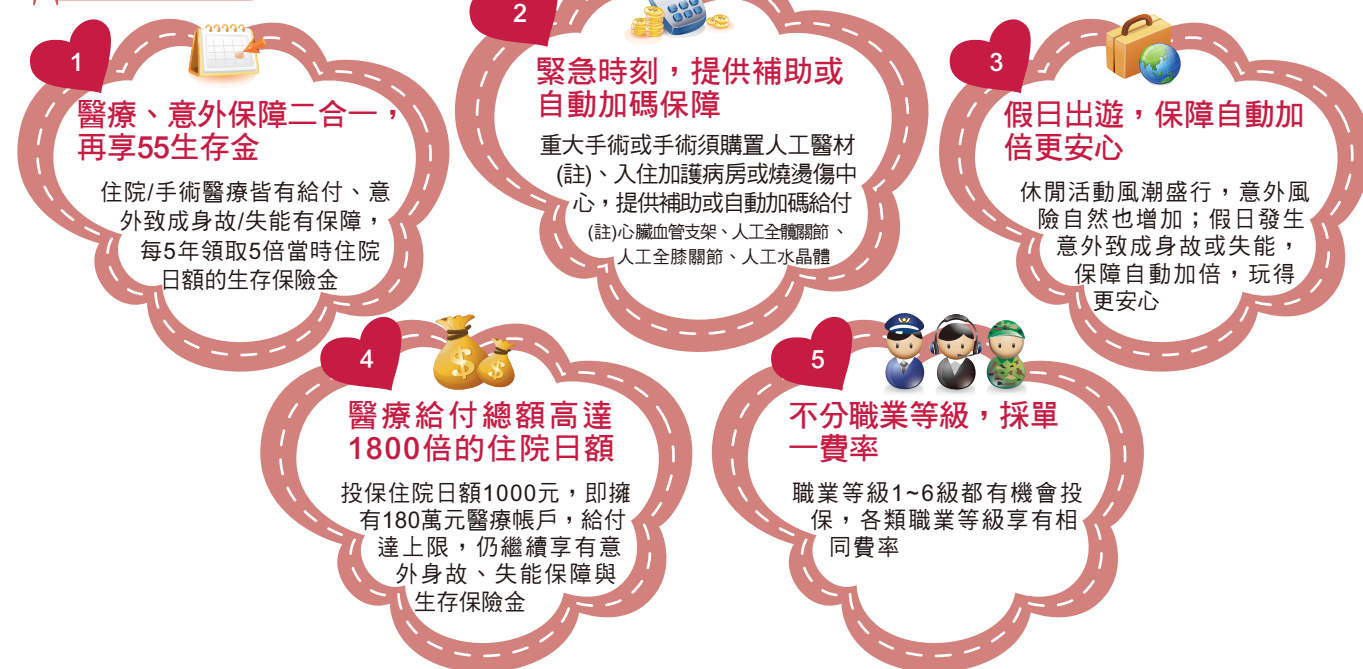 1
醫療、意外保障二合一，
再享55生存金
住院/手術醫療皆有給付、意
外致成身故/失能有保障，
每5年領取5倍當時住院
日額的生存保險金
2
緊急時刻，提供補助或
自動加碼保障
重大手術或手術須購置人工醫材
(註)、入住加護病房或燒燙傷中
心，提供補助或自動加碼給付
(註)心臟血管支架、人工全髖關節、
人工全膝關節、人工水晶體
3
假日出遊，保障自動加
倍更安心
休閒活動風潮盛行，意外風
險自然也增加；假日發生
意外致成身故或失能，
保障自動加倍，玩得
更安心
4
醫療給付總額高達
1800倍的住院日額
投保住院日額1000元，即擁
有180萬元醫療帳戶，給付
達上限，仍繼續享有意
外身故、失能保障與
生存保險金
5
不分職業等級，採單
一費率
職業等級1~6級都有機會投
保，各類職業等級享有相
同費率